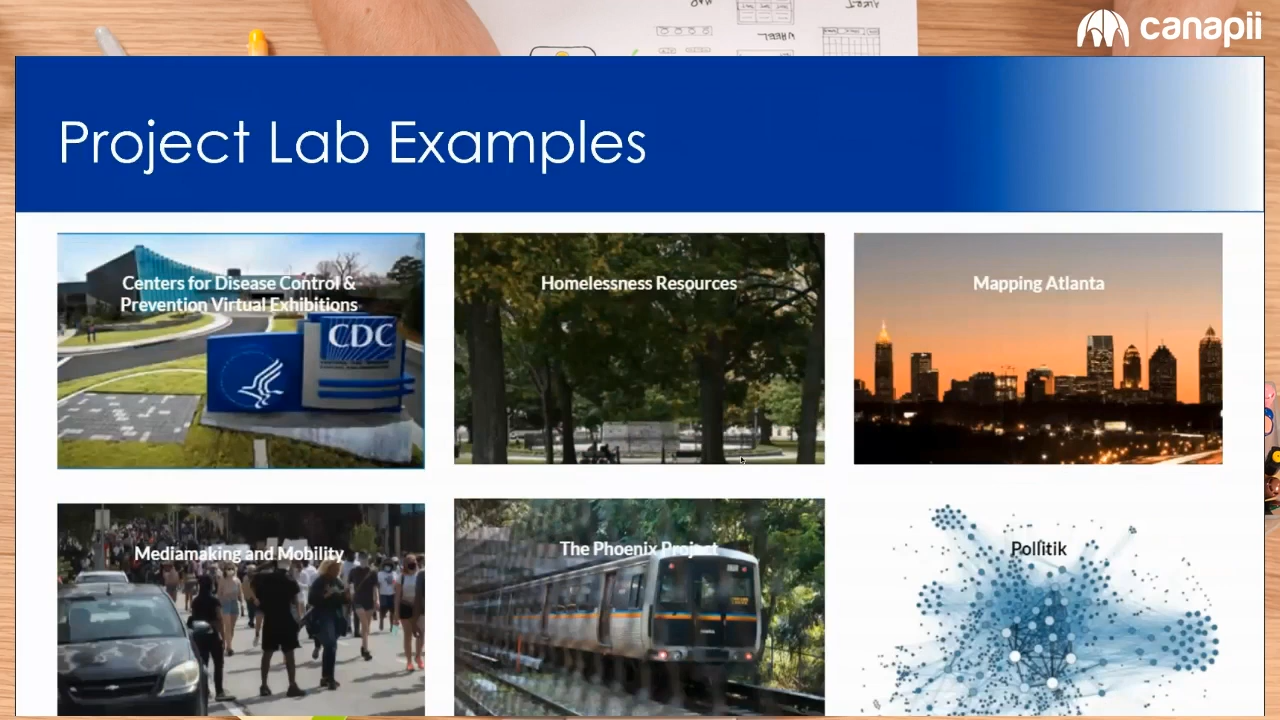 canapii
Project Lab Examples
Centers for Disease Control &
Prevention Virtual Exhibitions
CDC
Homelessness Resources
Mapping Atlanta
Mediamaking and Mobility
The Phoenix Project
Pollitik